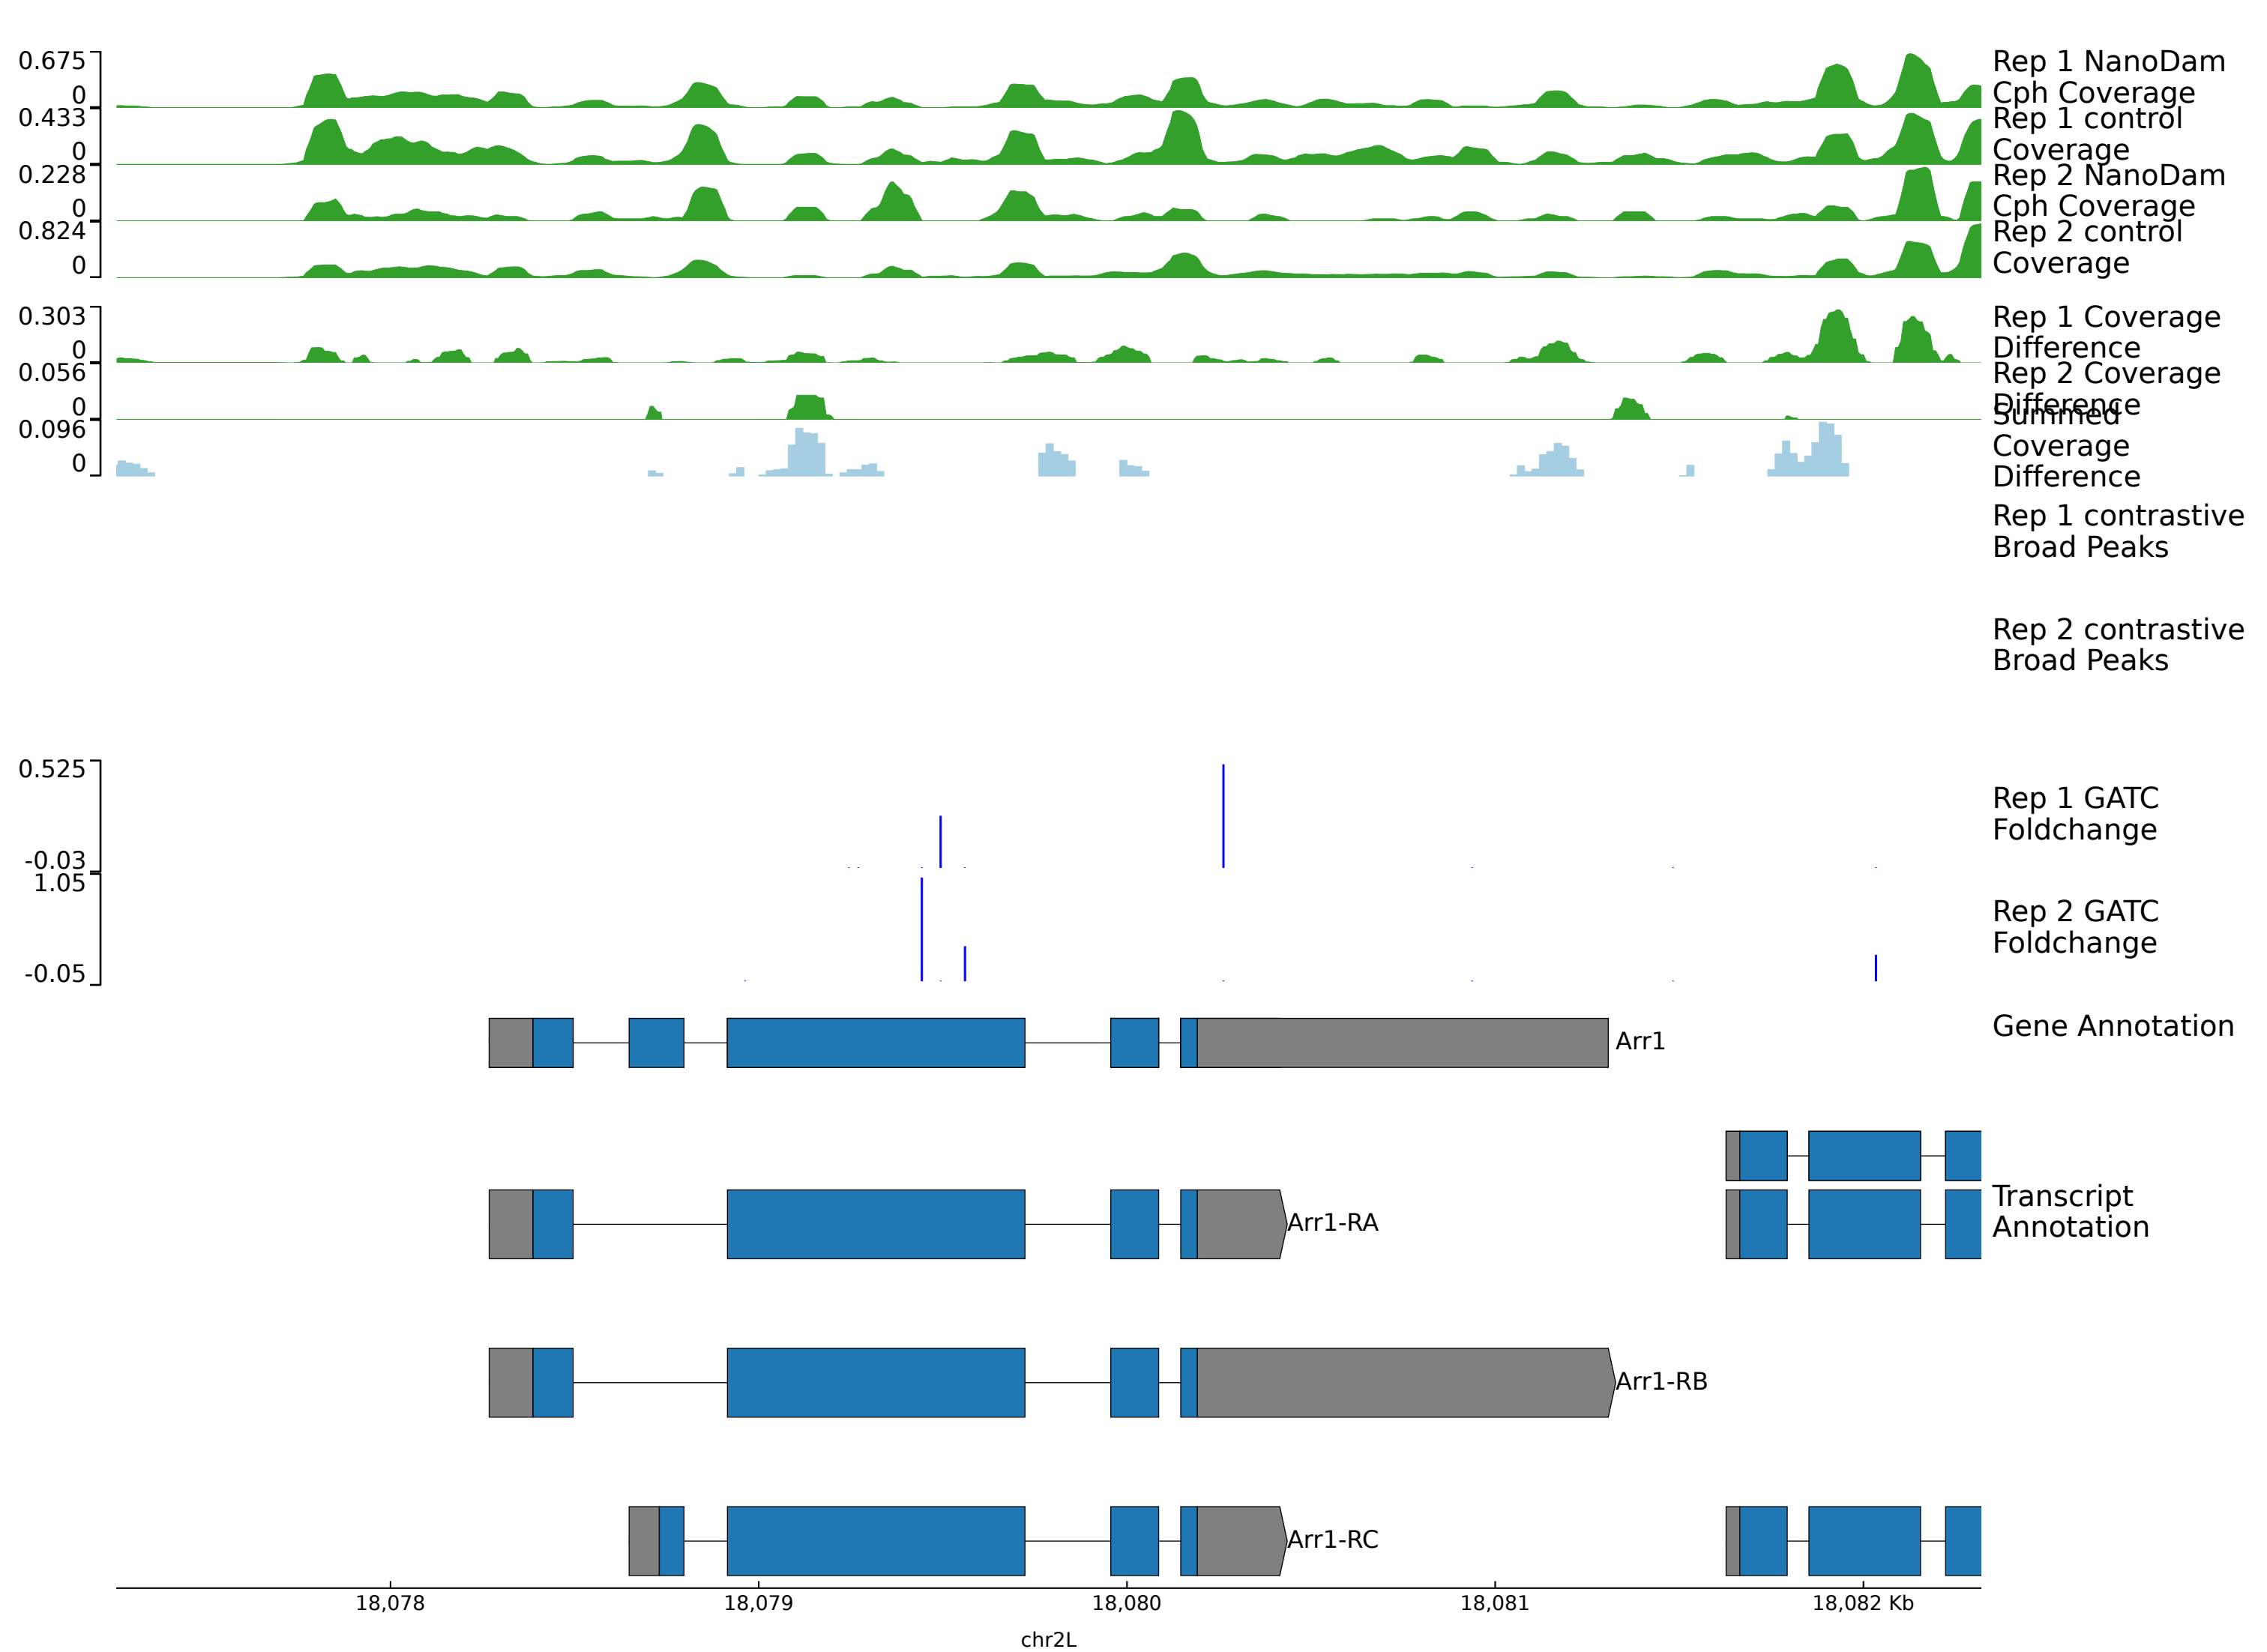 0.675
0
Rep 1 NanoDam
Cph Coverage
0.433
0
Rep 1 control
Coverage
0.228
0
Rep 2 NanoDam
Cph Coverage
0.824
0
Rep 2 control
Coverage
0.303
0
Rep 1 Coverage
Difference
0.056
0
Rep 2 Coverage
Difference
0.096
0
Summed
Coverage
Difference
Rep 1 contrastive
Broad Peaks
Rep 2 contrastive
Broad Peaks
0.525
-0.03
Rep 1 GATC
Foldchange
1.05
-0.05
Rep 2 GATC
Foldchange
Arr1
Gene Annotation
Arr1-RA
Transcript
Annotation
Arr1-RB
Arr1-RC
18,078 18,079 18,080 18,081 18,082 Kb
chr2L